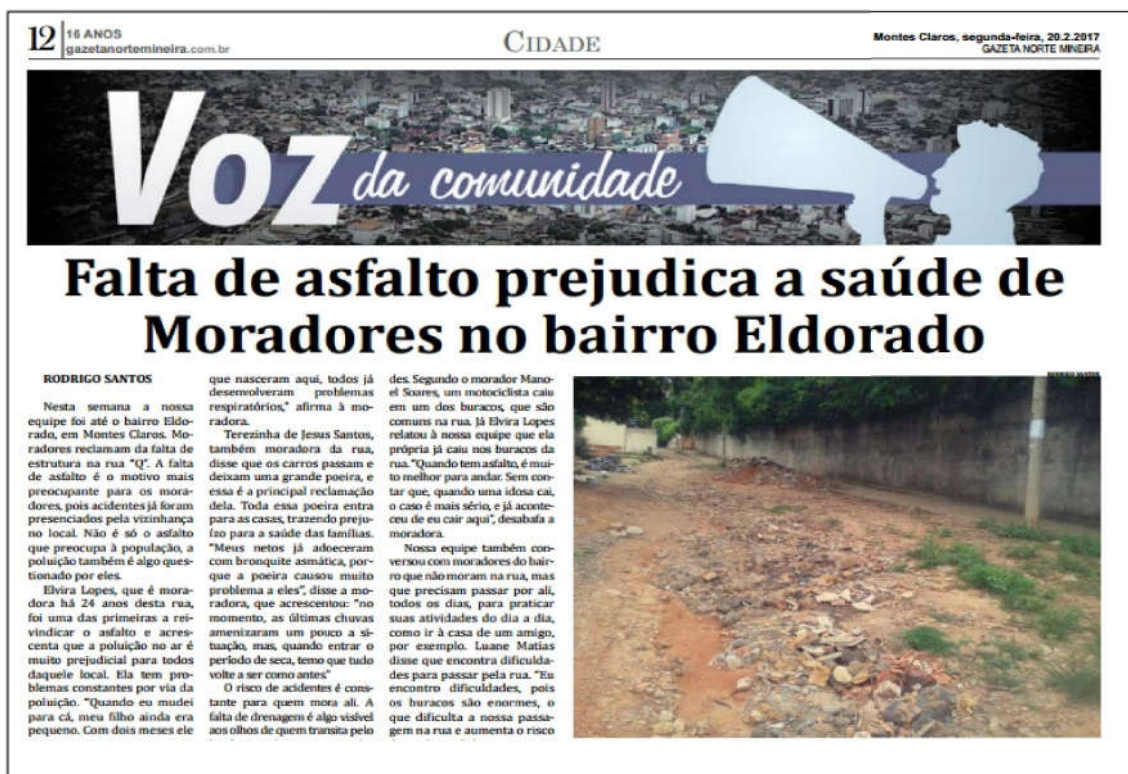 12
16 ANOS
gazetanortemineira.com.br
CIDADE
Montes Claros, segunda-feira, 20.2.2017
GAZETA NORTE MINEIRA
Voz da comunidade
Falta de asfalto prejudica a saúde de
Moradores no bairro Eldorado
RODRIGO SANTOS
Nesta semana a nossa
equipe foi até o bairro Eldo-
rado, em Montes Claros. Mo-
radores reclamam da falta de
estrutura na rua "Q". A falta
de asfalto é o motivo mais
preocupante para os mora-
dores, pois acidentes já foram
presenciados pela vizinhança
no local. Não é só o asfalto
que preocupa à população, a
poluição também é algo ques-
tionado por eles.
Elvira Lopes, que é mora-
dora há 24 anos desta rua,
foi uma das primeiras a rei-
vindicar o asfalto e acres-
centa que a poluição no ar é
muito prejudicial para todos
daquele local. Ela tem pro-
blemas constantes por via da
poluição. "Quando eu mudei
para cá, meu filho ainda era
pequeno. Com dois meses ele
que nasceram aqui, todos já
desenvolveram problemas
respiratórios," afirma à mo-
radora.
Terezinha de Jesus Santos,
também moradora da rua,
disse que os carros passam e
deixam uma grande poeira, e
essa é a principal reclamação
dela. Toda essa poeira entra
para as casas, trazendo preju-
ízo para a saúde das famílias.
"Meus netos já adoeceram
com bronquite asmática, por-
que a poeira causou muito
problema a eles", disse a mo-
radora, que acrescentou: "no
momento, as últimas chuvas
amenizaram um pouco a si-
tuação, mas, quando entrar o
período de seca, temo que tudo
volte a ser como antes"
O risco de acidentes é cons-
tante para quem mora ali. A
falta de drenagem é algo visível
aos olhos de quem transita pelo
des. Segundo o morador Mano-
el Soares, um motociclista caiu
em um dos buracos, que são
comuns na rua. Já Elvira Lopes
relatou à nossa equipe que ela
própria já caiu nos buracos da
rua. "Quando tem asfalto, é mui-
to melhor para andar. Sem con-
tar que, quando uma idosa cai,
o caso é mais sério, e já aconte-
ceu de eu cair aqui", desabafa a
moradora.
Nossa equipe também con-
versou com moradores do bair-
ro que não moram na rua, mas
que precisam passar por ali,
todos os dias, para praticar
suas atividades do dia a dia,
como ir à casa de um amigo,
por exemplo. Luane Matias
disse que encontra dificulda-
des para passar pela rua. "Eu
encontro dificuldades, pois
os buracos são enormes, o
que dificulta a nossa passa-
gem na rua e aumenta o risco